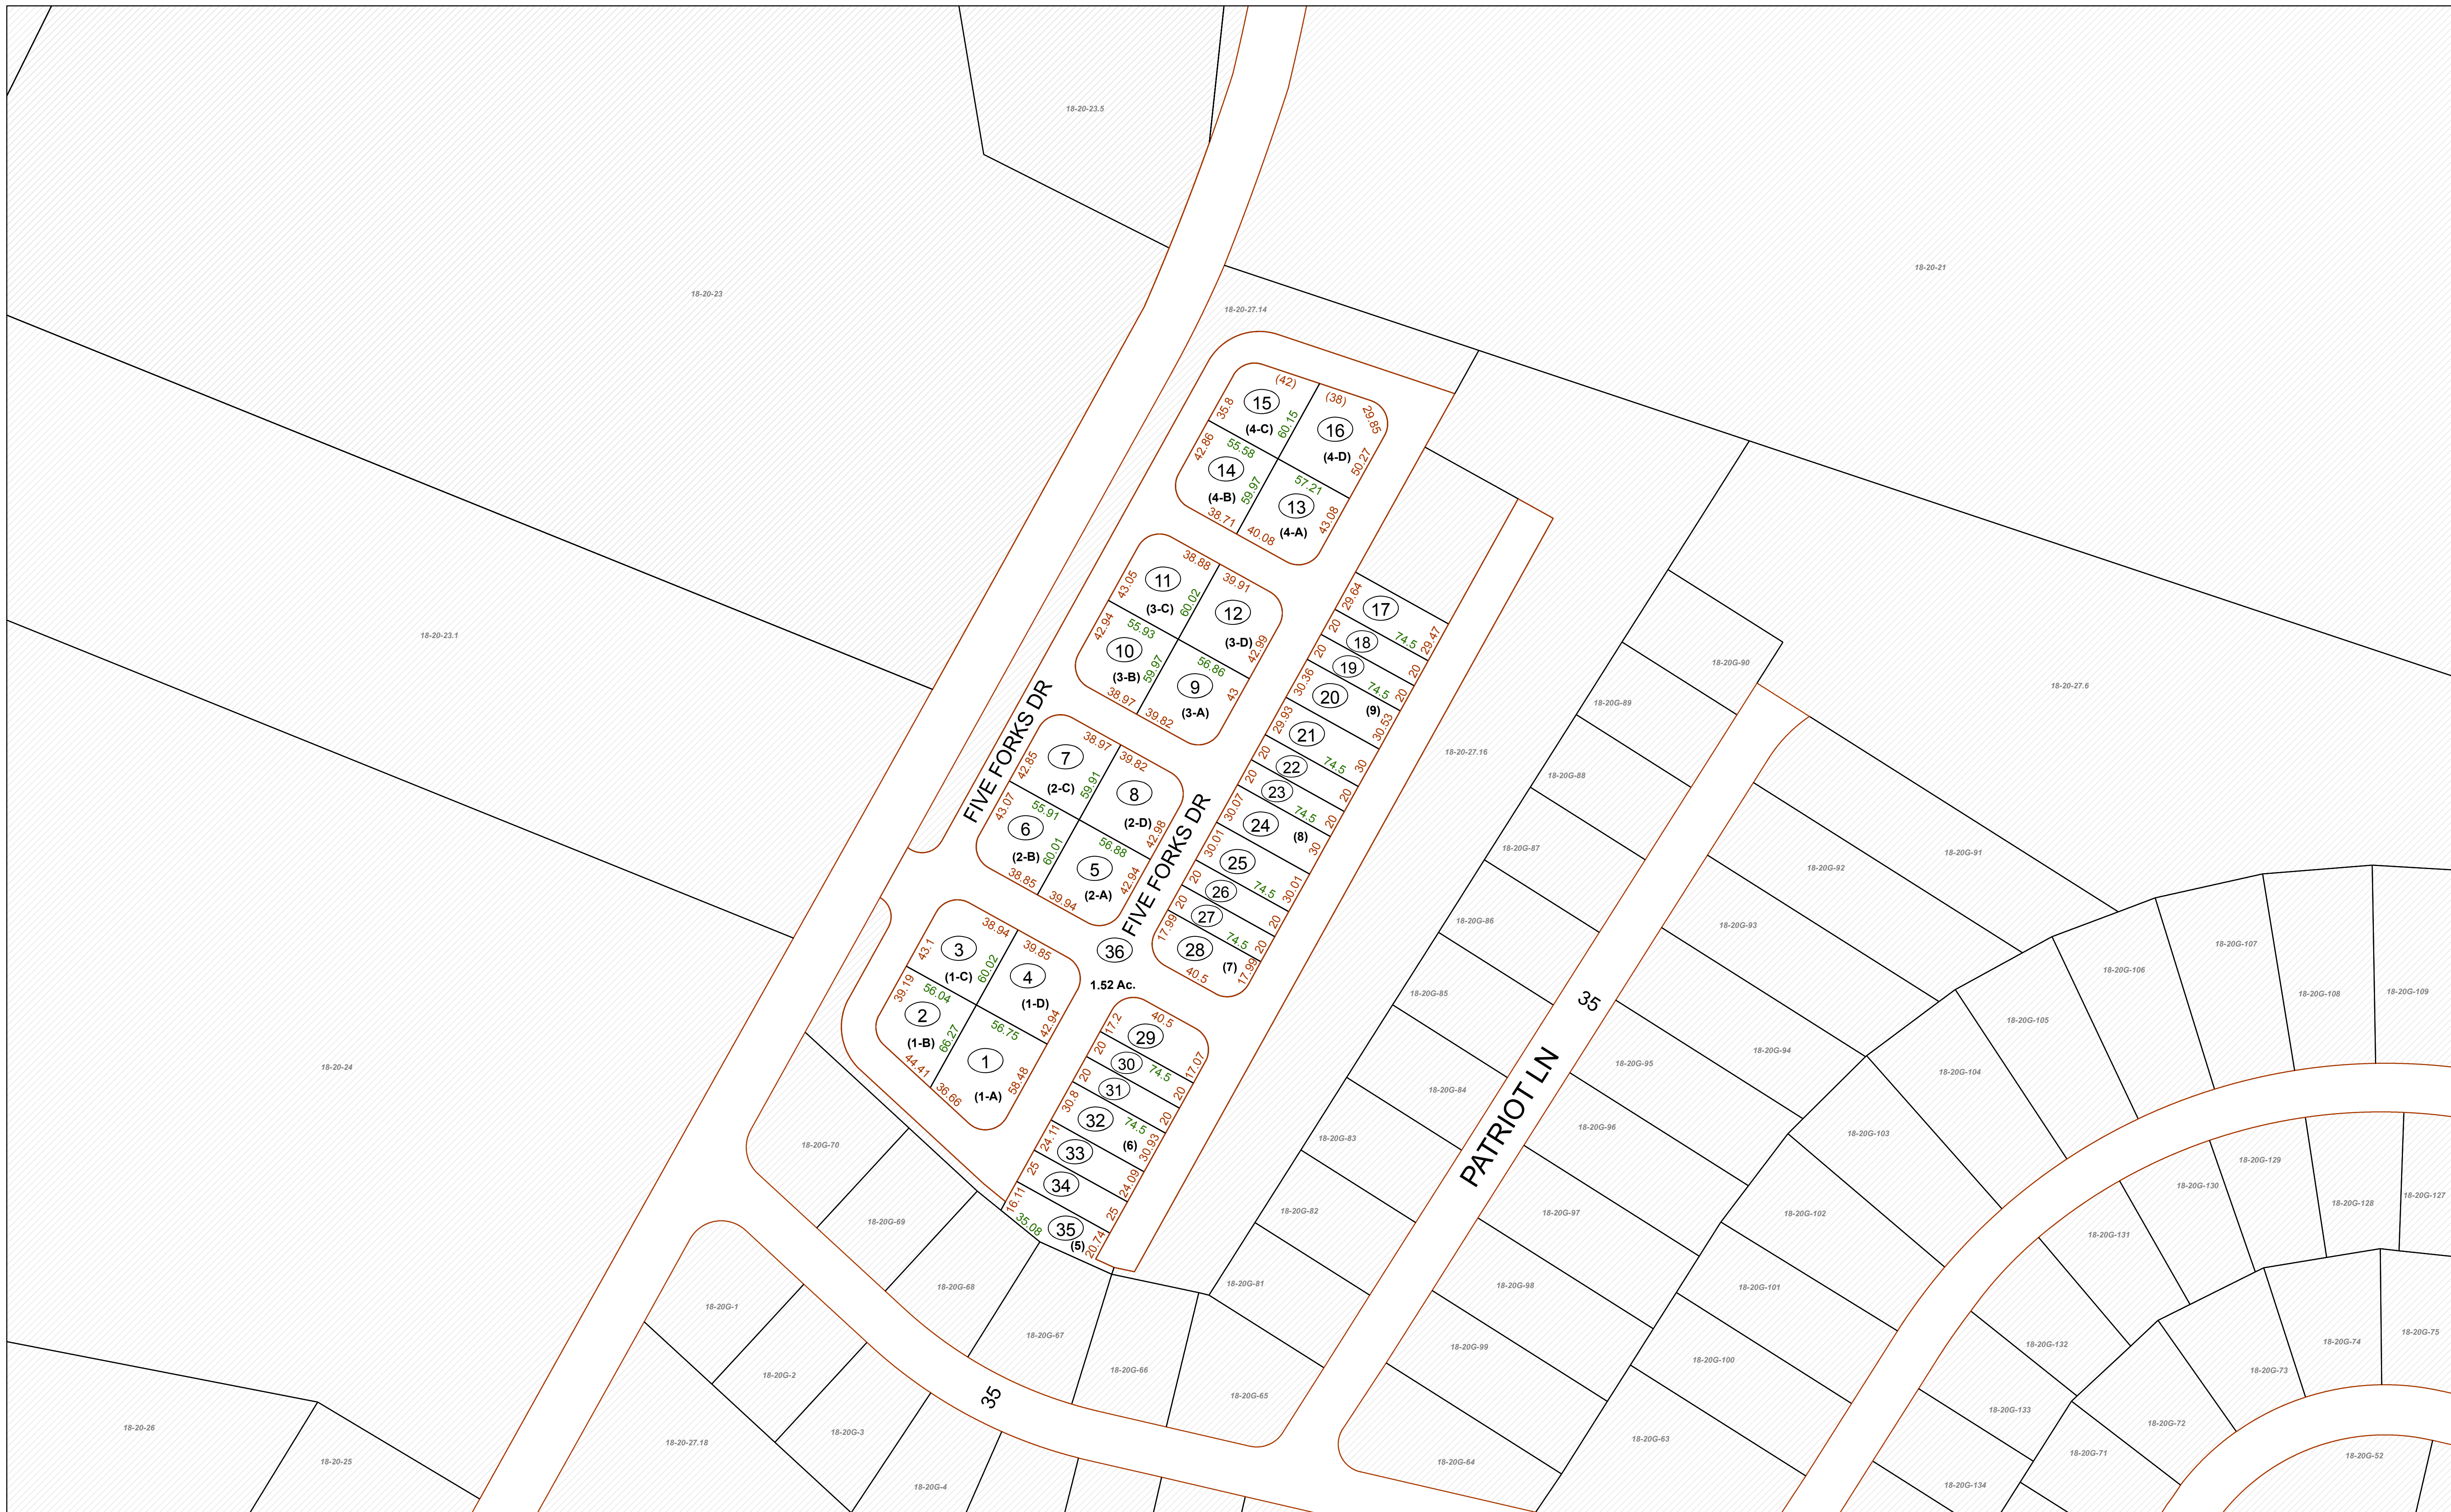 18-20-23.5
18-20-23
18-20-21
18-20-27.14
18-20-23.1
18-20-24
18-20-26
18-20-25
18-20-27.18
18-20-27.16
18-20-27.6
(42)
15
35.8
(4-C)
60.15
(38)
29.85
16
(4-D)
50.27
42.86
55.58
14
(4-B)
59.97
38.71
57.21
13
(4-A)
43.08
40.08
38.88
11
43.05
(3-C)
60.02
39.91
12
(3-D)
42.99
42.94
55.93
10
(3-B)
59.97
38.97
56.86
9
43
(3-A)
39.82
FIVE FORKS DR
38.97
7
42.85
(2-C)
59.91
39.82
8
(2-D)
42.98
43.07
55.91
6
(2-B)
60.01
38.85
56.88
5
42.94
(2-A)
39.94
FIVE FORKS DR
38.94
3
43.1
(1-C)
60.02
39.85
4
(1-D)
42.94
39.19
56.04
2
(1-B)
66.27
44.41
56.75
1
58.48
(1-A)
36.66
36
1.52 Ac.
29.64
17
74.5
29.47
20
18
20
20
19
74.5
20
30.36
20
(9)
30.53
29.93
21
74.5
30
20
22
20
20
23
74.5
20
30.07
24
(8)
30
30.01
25
74.5
30.01
20
26
20
20
27
74.5
20
17.99
28
(7)
17.99
40.5
40.5
17.2
29
17.07
20
30
74.5
20
20
31
20
30.8
32
74.5
(6)
30.93
24.11
33
24.09
25
34
25
16.11
35.08
35
(5)
20.74
PATRIOT LN
35
35
18-20G-90
18-20G-89
18-20G-88
18-20G-87
18-20G-86
18-20G-85
18-20G-84
18-20G-83
18-20G-82
18-20G-81
18-20G-91
18-20G-92
18-20G-93
18-20G-94
18-20G-95
18-20G-96
18-20G-97
18-20G-98
18-20G-99
18-20G-64
18-20G-109
18-20G-108
18-20G-107
18-20G-106
18-20G-105
18-20G-104
18-20G-103
18-20G-102
18-20G-101
18-20G-100
18-20G-63
18-20G-127
18-20G-128
18-20G-129
18-20G-130
18-20G-131
18-20G-132
18-20G-133
18-20G-134
18-20G-75
18-20G-74
18-20G-73
18-20G-72
18-20G-71
18-20G-52
18-20G-70
18-20G-69
18-20G-68
18-20G-67
18-20G-66
18-20G-65
18-20G-1
18-20G-2
18-20G-3
18-20G-4